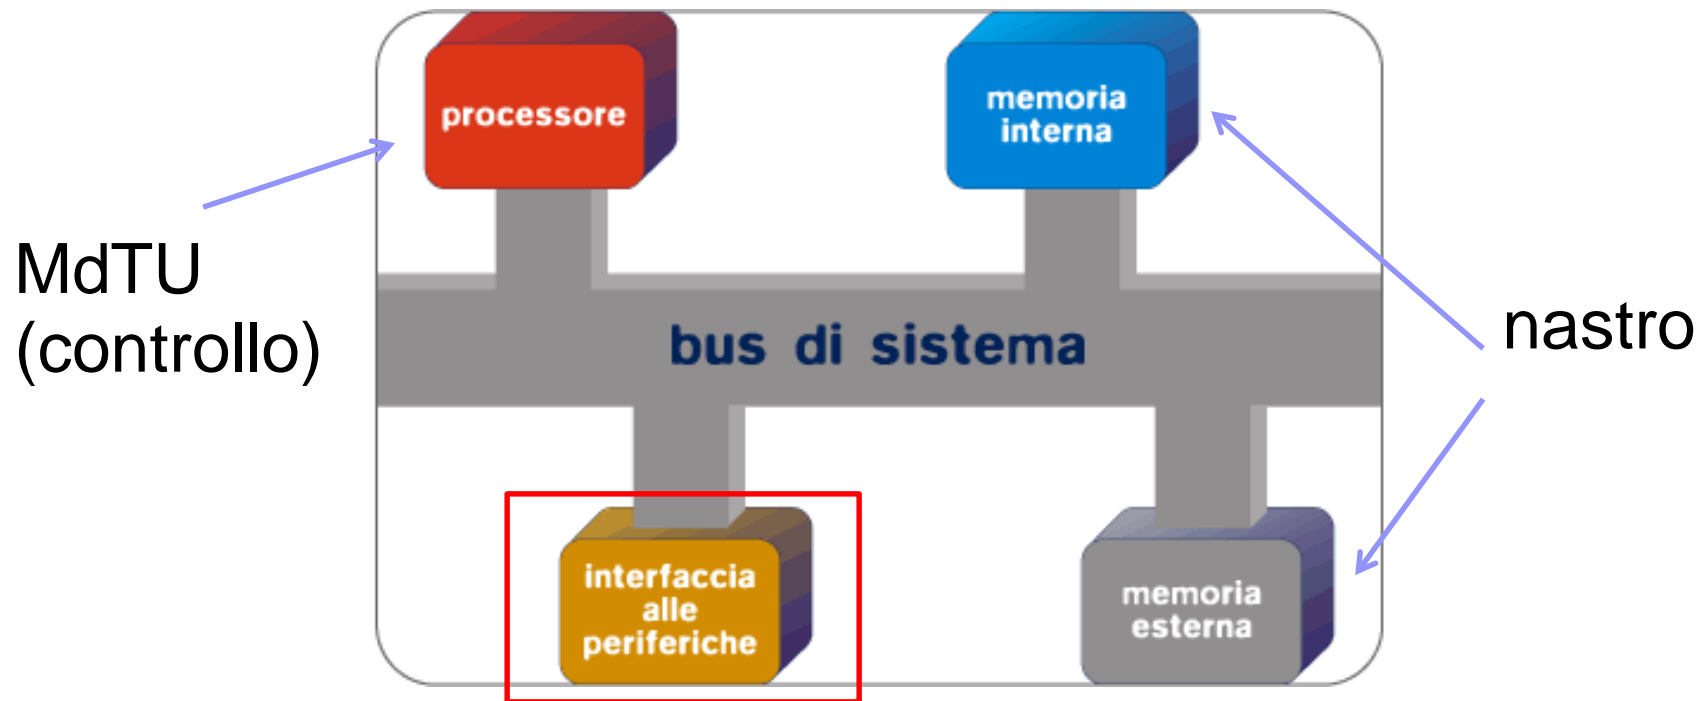 processore
memoria
interna
MdTU
(controllo)
bus di sistema
nastro
interfaccia
alle
periferiche
memoria
esterna